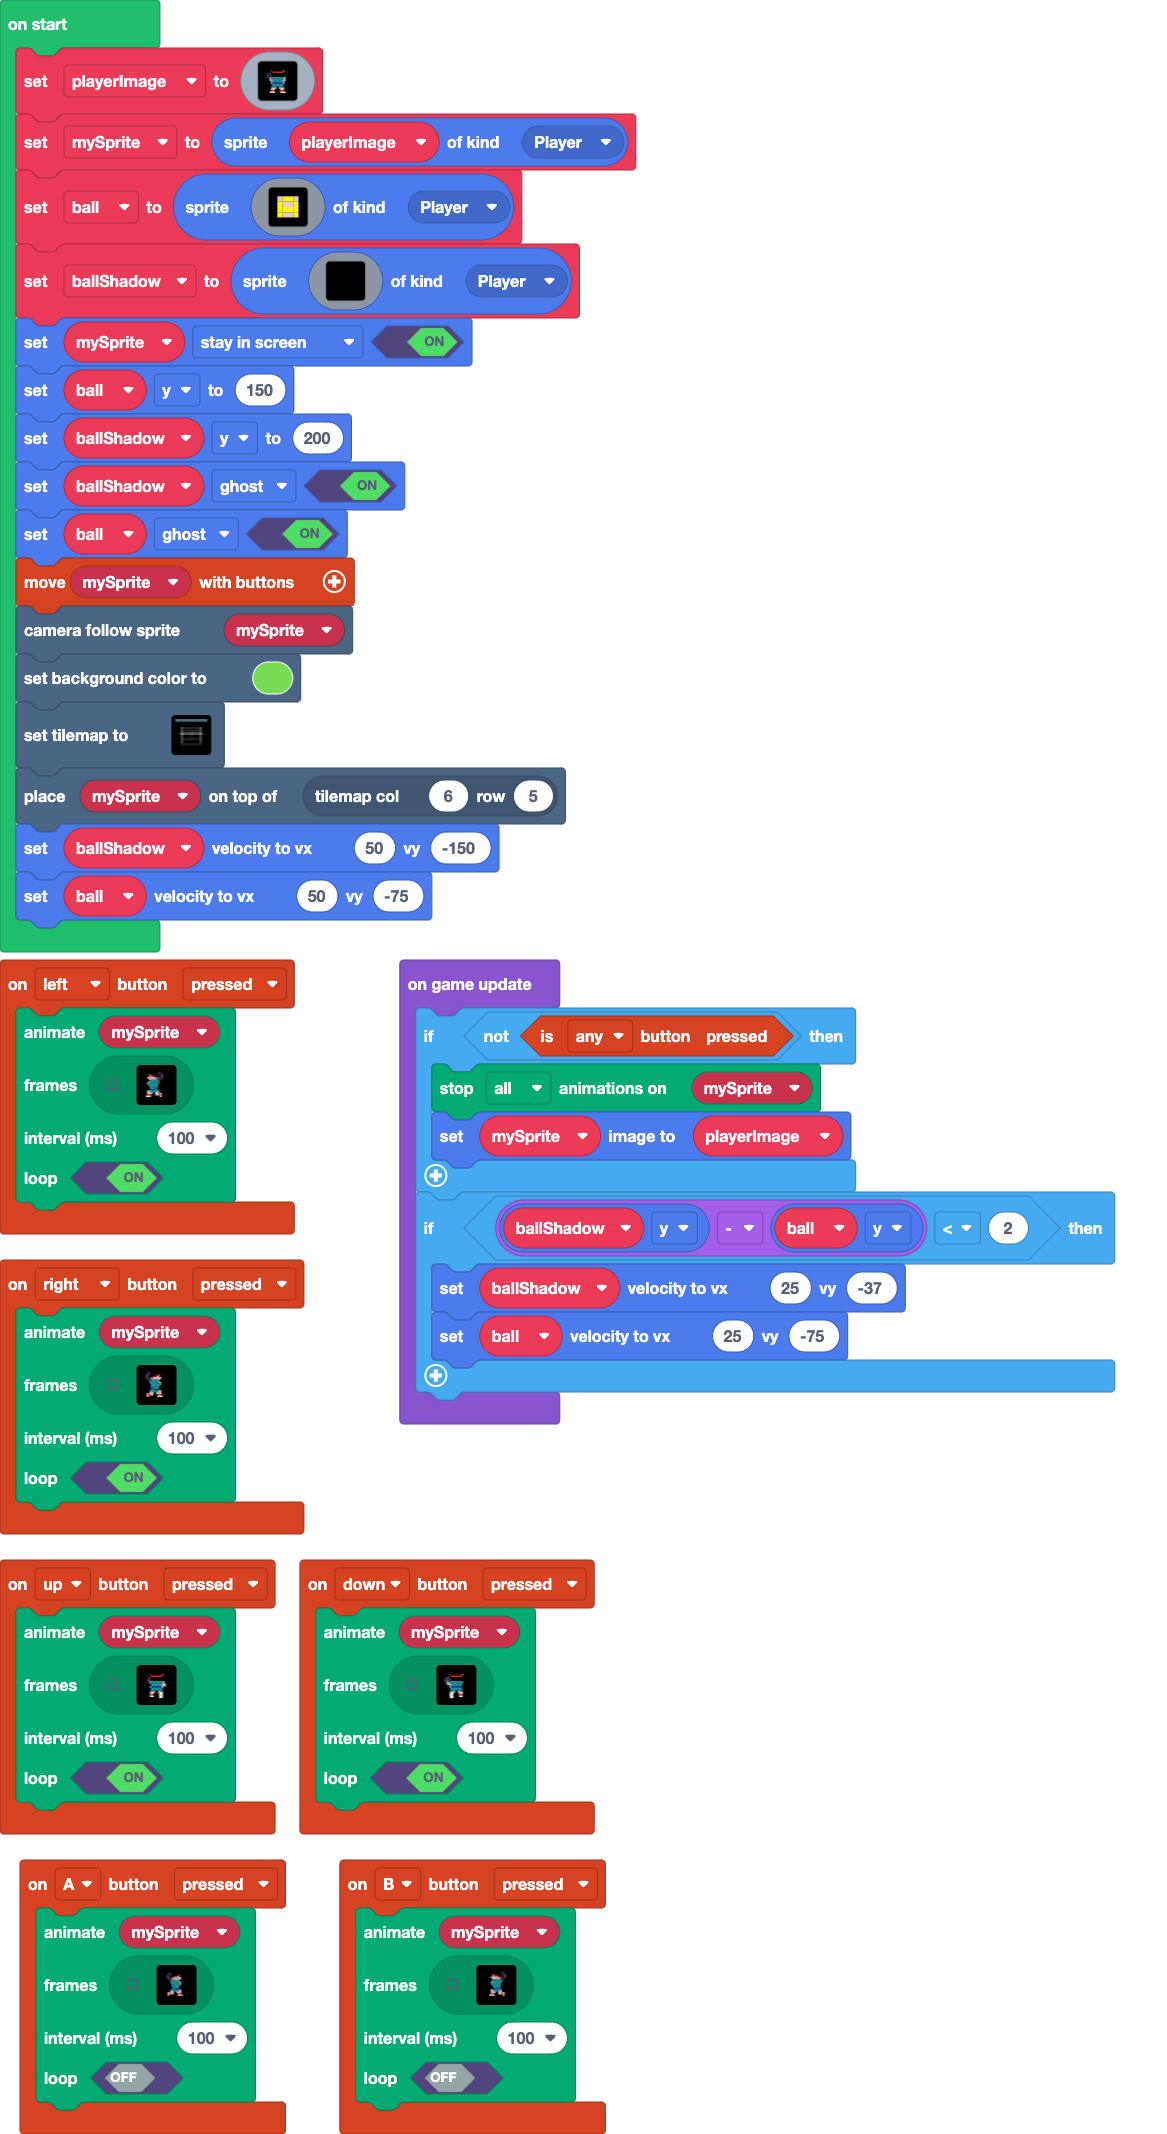 on start
set playerImage to
set mySprite to sprite playerImage of kind Player
set ball to sprite of kind Player
set ballShadow to sprite of kind Player
set mySprite stay in screen ON
set ball y to 150
set ballShadow y to 200
set ballShadow ghost ON
set ball ghost ON
move mySprite with buttons
camera follow sprite mySprite
set background color to
set tilemap to
place mySprite on top of tilemap col 6 row 5
set ballShadow velocity to vx 50 vy -150
set ball velocity to vx 50 vy -75
on left button pressed
animate mySprite
frames
interval (ms) 100
loop ON
on game update
if not is any button pressed then
stop all animations on mySprite
set mySprite image to playerImage
if ballShadow y - ball y < 2 then
set ballShadow velocity to vx 25 vy -37
set ball velocity to vx 25 vy -75
on right button pressed
animate mySprite
frames
interval (ms) 100
loop ON
on up button pressed
animate mySprite
frames
interval (ms) 100
loop ON
on down button pressed
animate mySprite
frames
interval (ms) 100
loop ON
on A button pressed
animate mySprite
frames
interval (ms) 100
loop OFF
on B button pressed
animate mySprite
frames
interval (ms) 100
loop OFF